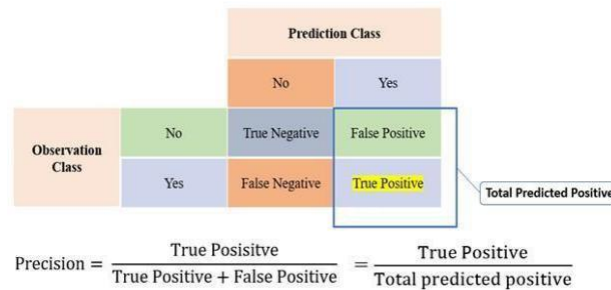 Prediction Class
No Yes
Observation
Class
No True Negative False Positive
Yes False Negative True Positive
Total Predicted Positive
Precision = True Posisitve / True Positive + False Positive = True Positive / Total predicted positive